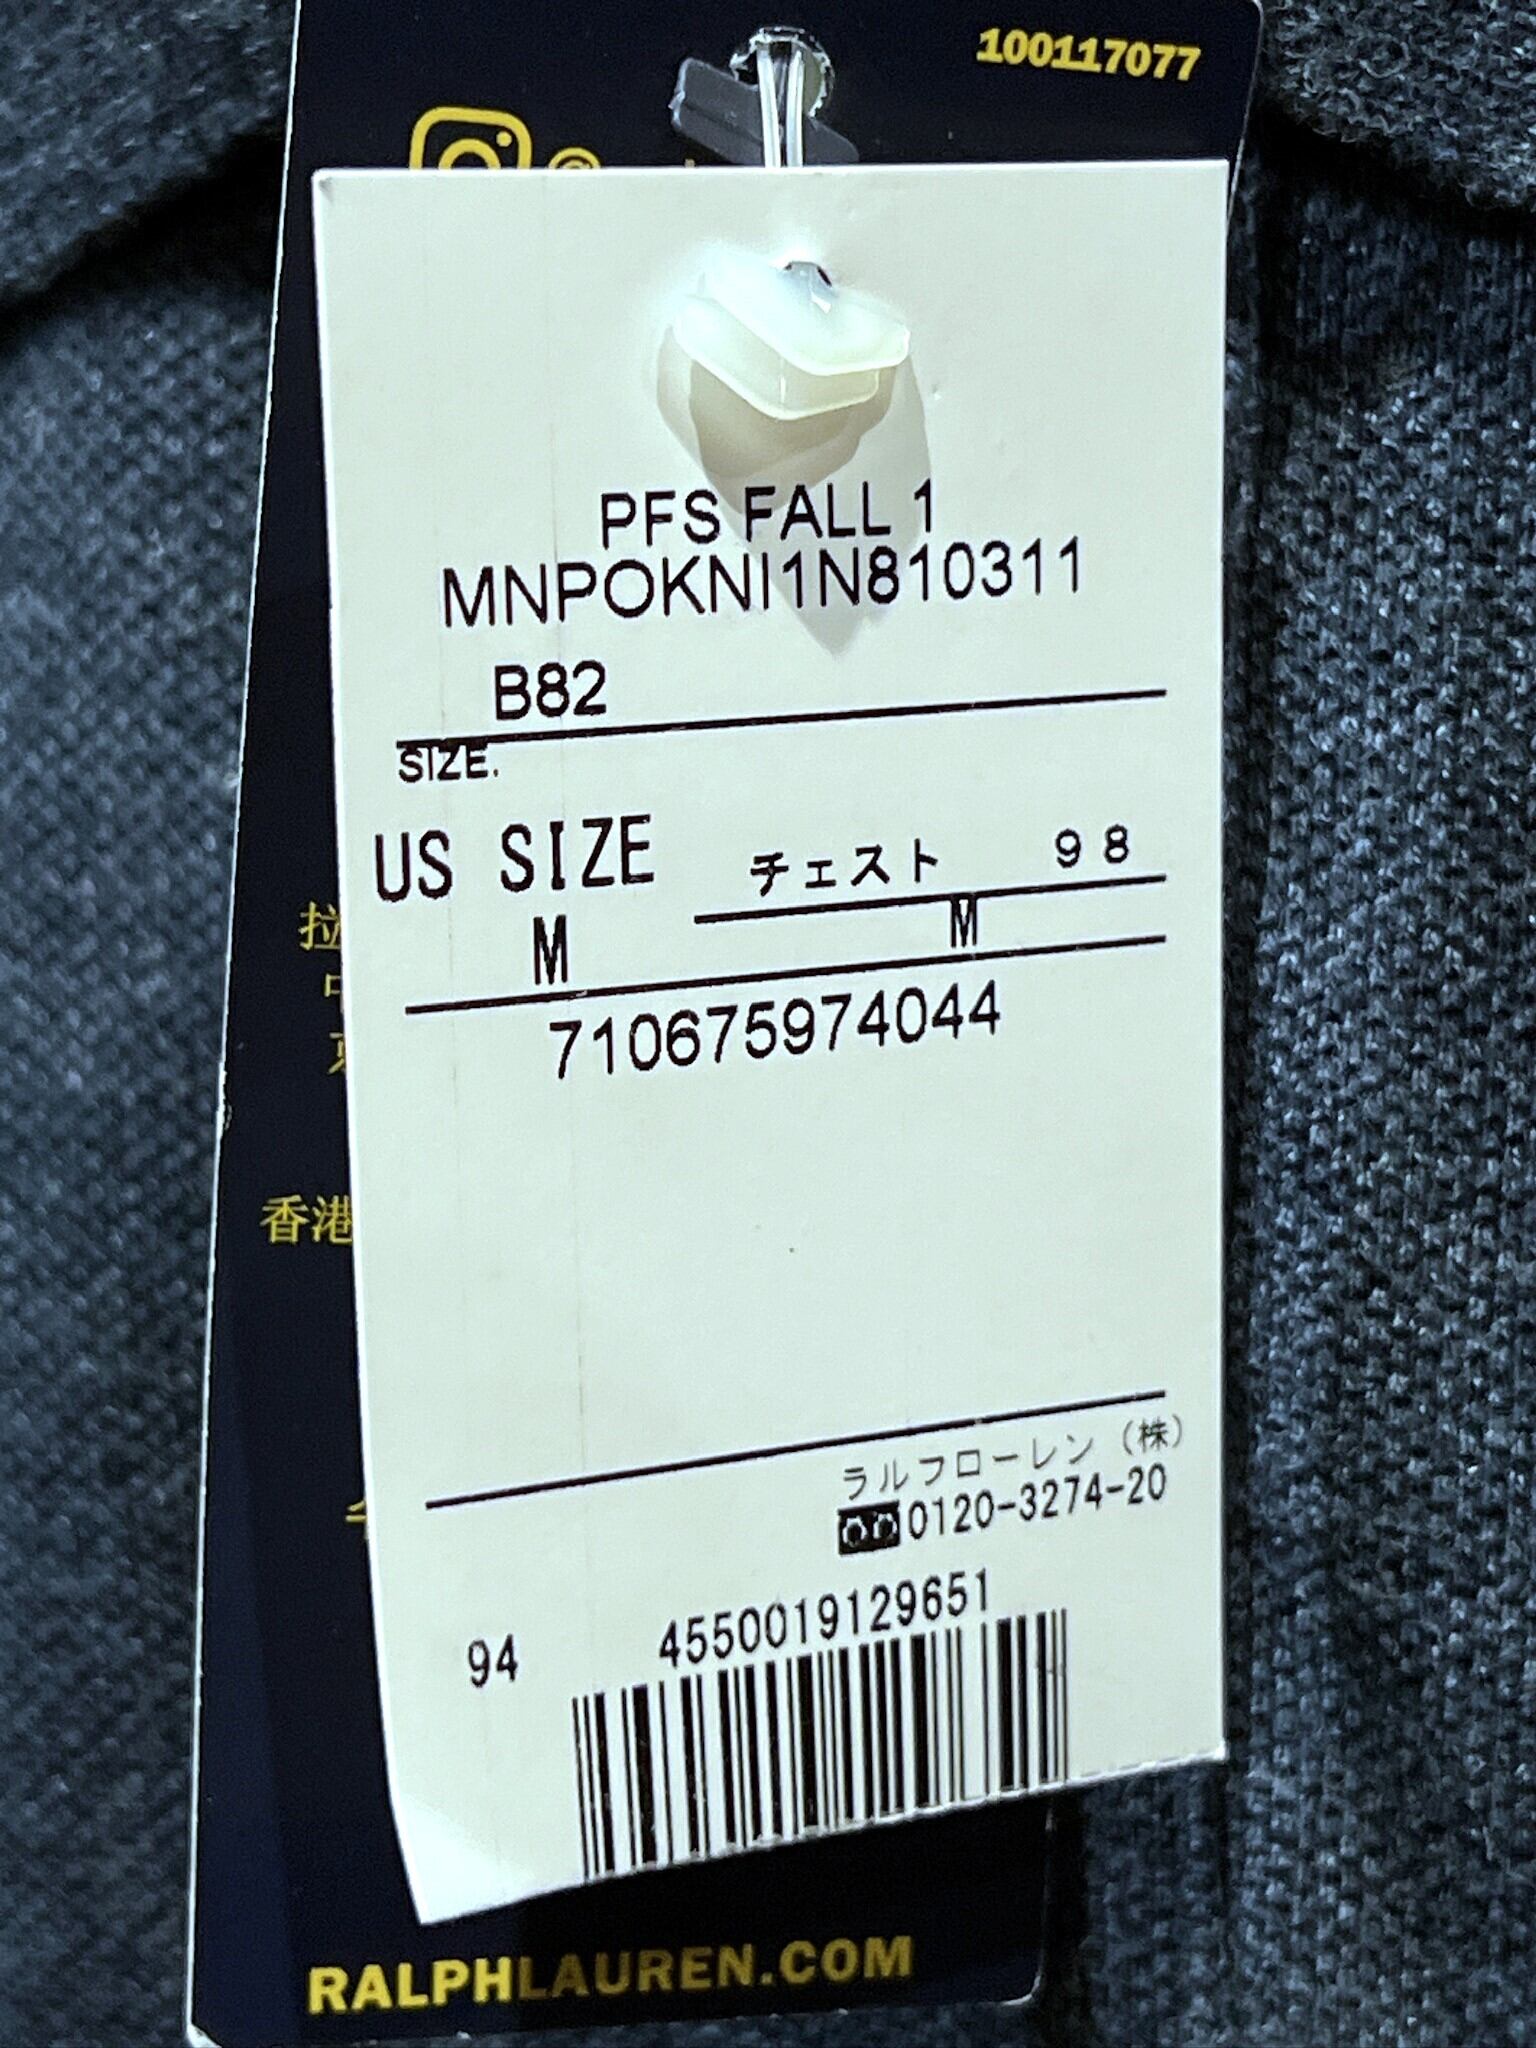 100117077
PFS FALL 1
MNPOKNI1N810311
B82
SIZE.
US SIZE
チェスト 98
M
M
710675974044
香港
ラルフローレン(株)
0120-3274-20
94
4550019129651
RALPHLAUREN.COM